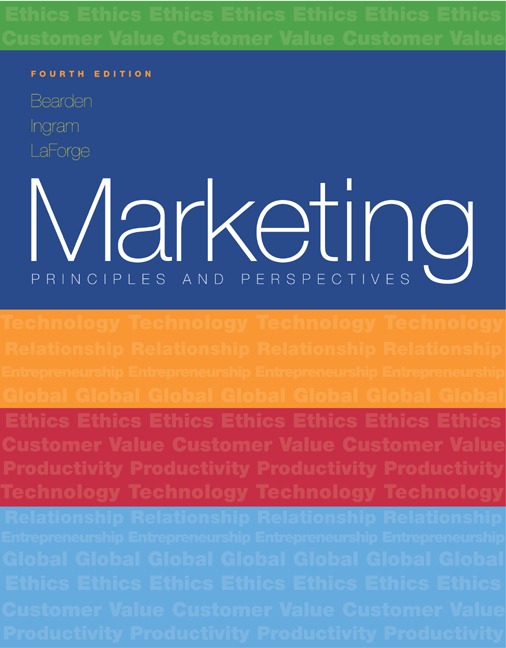 Ethics Ethics Ethics Ethics Ethics Ethics Ethics
Customer Value Customer Value Customer Value
FOURTH EDITION
Bearden
Ingram
LaForge
Marketing
PRINCIPLES AND PERSPECTIVES
Technology Technology Technology Technology
Relationship Relationship Relationship Relationship
Entrepreneurship Entrepreneurship Entrepreneurship Entrepreneurship
Global Global Global Global Global Global Global
Ethics Ethics Ethics Ethics Ethics Ethics Ethics
Customer Value Customer Value Customer Value
Productivity Productivity Productivity Productivity
Technology Technology Technology Technology
Relationship Relationship Relationship Relationship
Entrepreneurship Entrepreneurship Entrepreneurship Entrepreneurship
Global Global Global Global Global Global Global
Ethics Ethics Ethics Ethics Ethics Ethics Ethics
Customer Value Customer Value Customer Value
Productivity Productivity Productivity Productivity